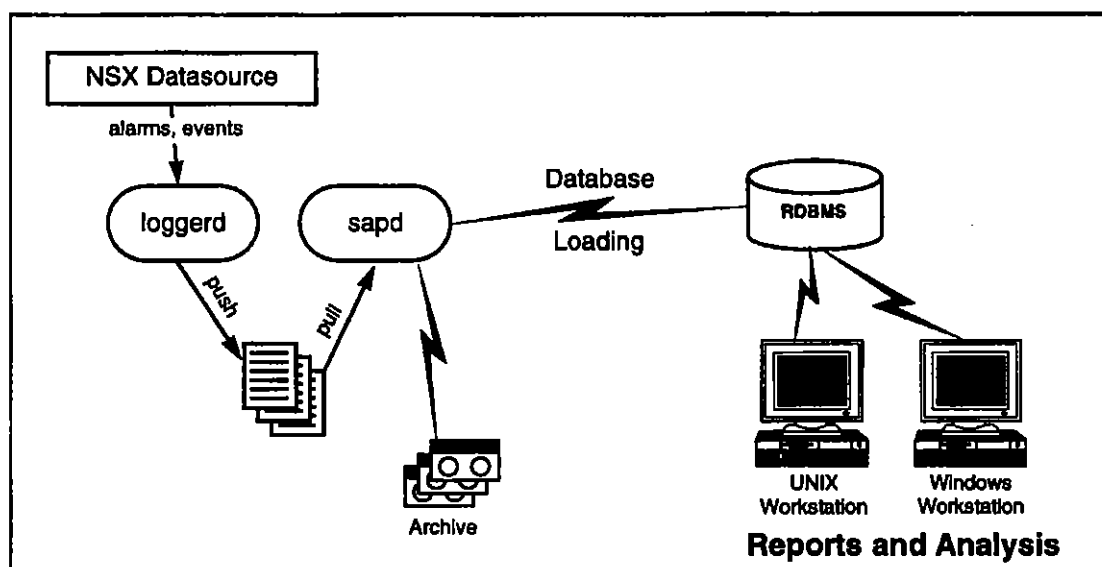 NSX Datasource
alarms, events
loggerd
sapd
Database
Loading
RDBMS
push
pull
Archive
UNIX
Workstation
Windows
Workstation
Reports and Analysis